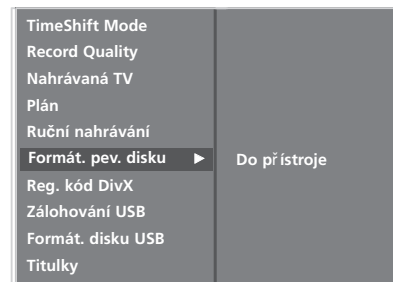 TimeShift Mode
Record Quality
Nahrávaná TV
Plán
Ruční nahrávání
Formát. pev. disku ►
Do přístroje
Reg. kód DivX
Zálohování USB
Formát. disku USB
Titulky